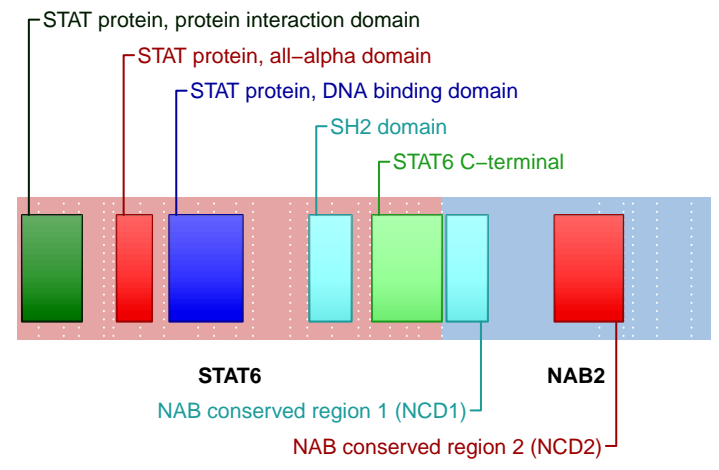 STAT protein, protein interaction domain
STAT protein, all−alpha domain
STAT protein, DNA binding domain
SH2 domain
STAT6 C−terminal
STAT6 NAB2
NAB conserved region 1 (NCD1)
NAB conserved region 2 (NCD2)